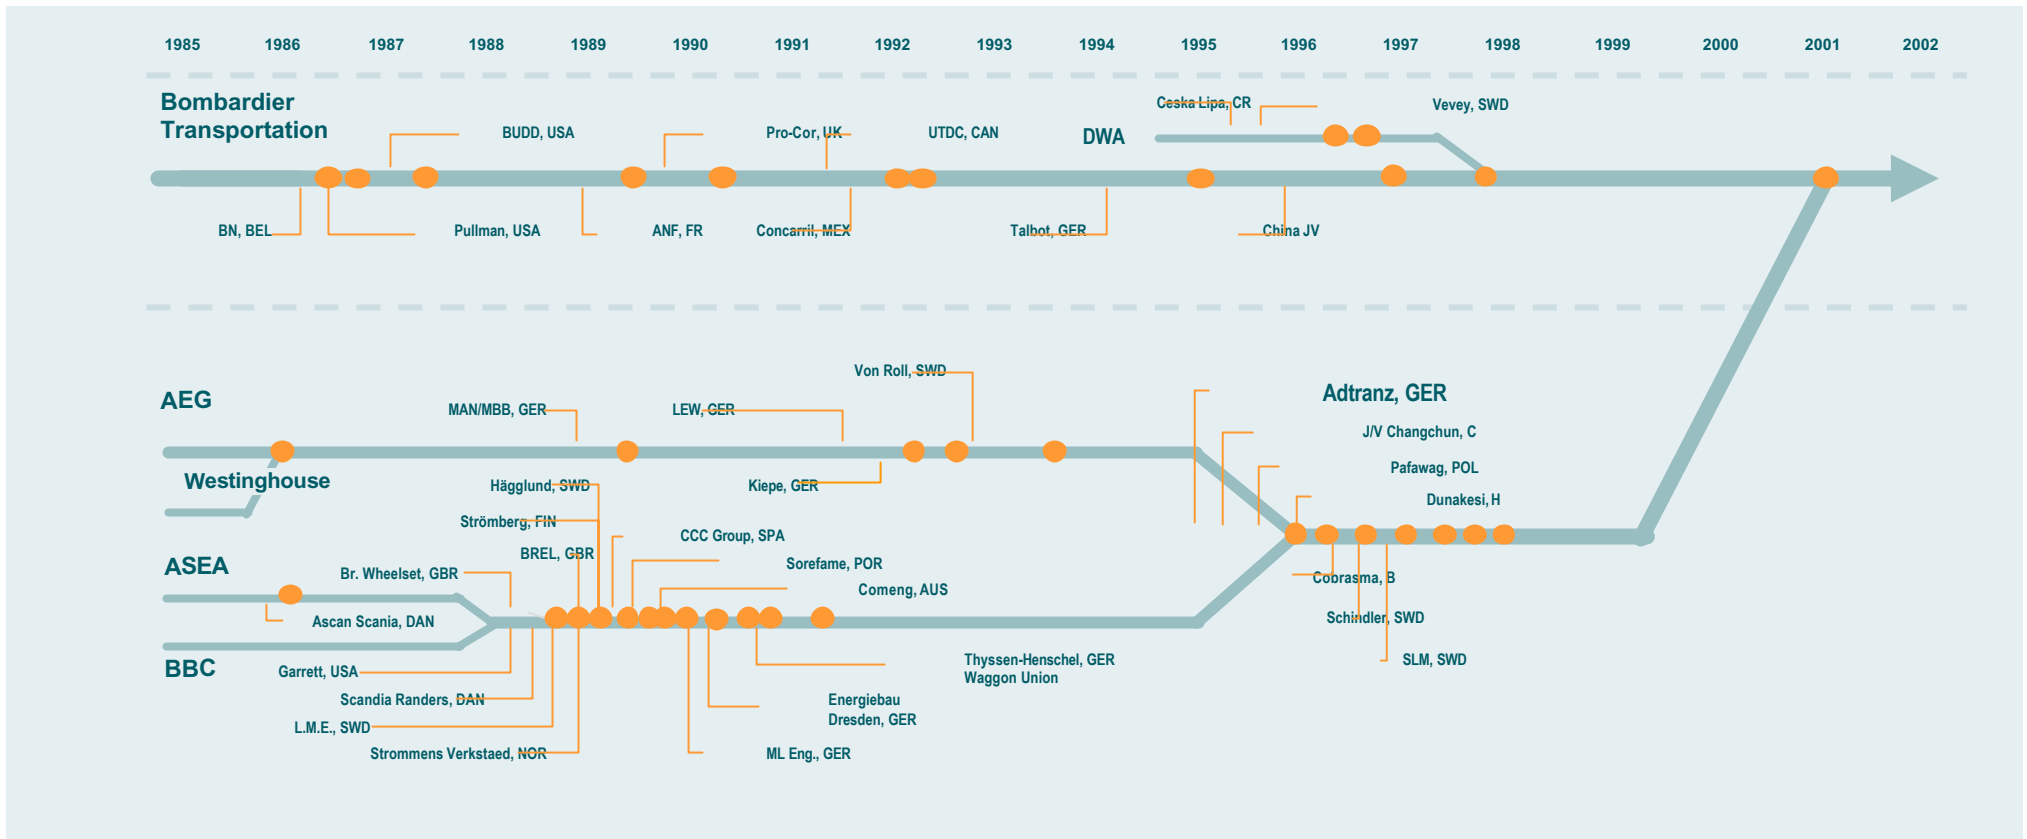 1985 1986 1987 1988 1989 1990 1991 1992 1993 1994 1995 1996 1997 1998 1999 2000 2001 2002
Bombardier
Transportation
Ceska Lipa, CR
Vevey, SWD
BUDD, USA
Pro-Cor, UK
UTDC, CAN
DWA
BN, BEL
Pullman, USA
ANF, FR
Concarril, MEX
Talbot, GER
China JV
Von Roll, SWD
AEG
MAN/MBB, GER
LEW, GER
Adtranz, GER
J/V Changchun, C
Pafawag, POL
Westinghouse
Hägglund, SWD
Kiepe, GER
Dunakesi, H
Strömberg, FIN
CCC Group, SPA
BREL, GBR
ASEA
Sorefame, POR
Br. Wheelset, GBR
Cobrasma, B
Comeng, AUS
Ascan Scania, DAN
Schindler, SWD
BBC
Garrett, USA
Thyssen-Henschel, GER
Waggon Union
SLM, SWD
Scandia Randers, DAN
Energiebau
Dresden, GER
L.M.E., SWD
Strommens Verkstaed, NOR
ML Eng., GER